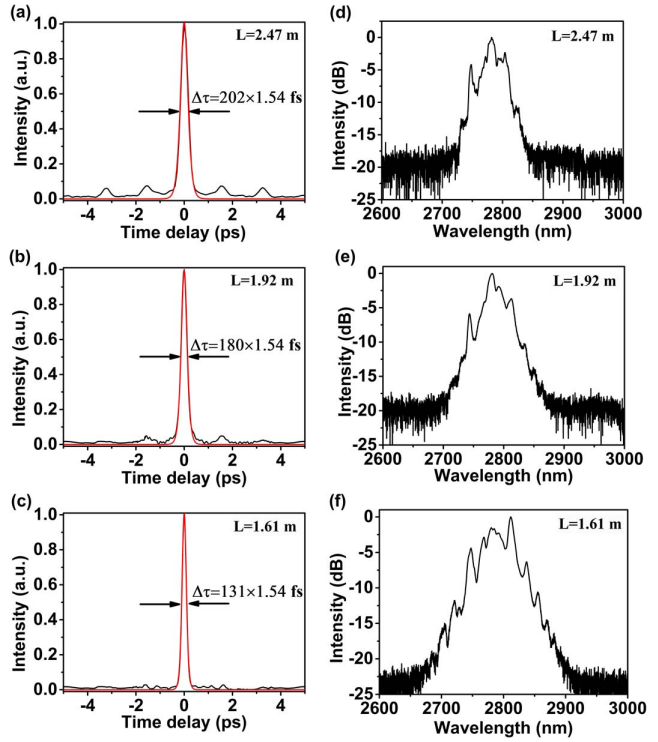 (a)
L=2.47 m
Intensity (a.u.)
1.0
0.8
0.6
0.4
0.2
0.0
Δτ=202×1.54 fs
-4 -2 0 2 4
Time delay (ps)
(d)
L=2.47 m
Intensity (dB)
0
-5
-10
-15
-20
-25
2600 2700 2800 2900 3000
Wavelength (nm)
(b)
L=1.92 m
Intensity (a.u.)
1.0
0.8
0.6
0.4
0.2
0.0
Δτ=180×1.54 fs
-4 -2 0 2 4
Time delay (ps)
(e)
L=1.92 m
Intensity (dB)
0
-5
-10
-15
-20
-25
2600 2700 2800 2900 3000
Wavelength (nm)
(c)
L=1.61 m
Intensity (a.u.)
1.0
0.8
0.6
0.4
0.2
0.0
Δτ=131×1.54 fs
-4 -2 0 2 4
Time delay (ps)
(f)
L=1.61 m
Intensity (dB)
0
-5
-10
-15
-20
-25
2600 2700 2800 2900 3000
Wavelength (nm)